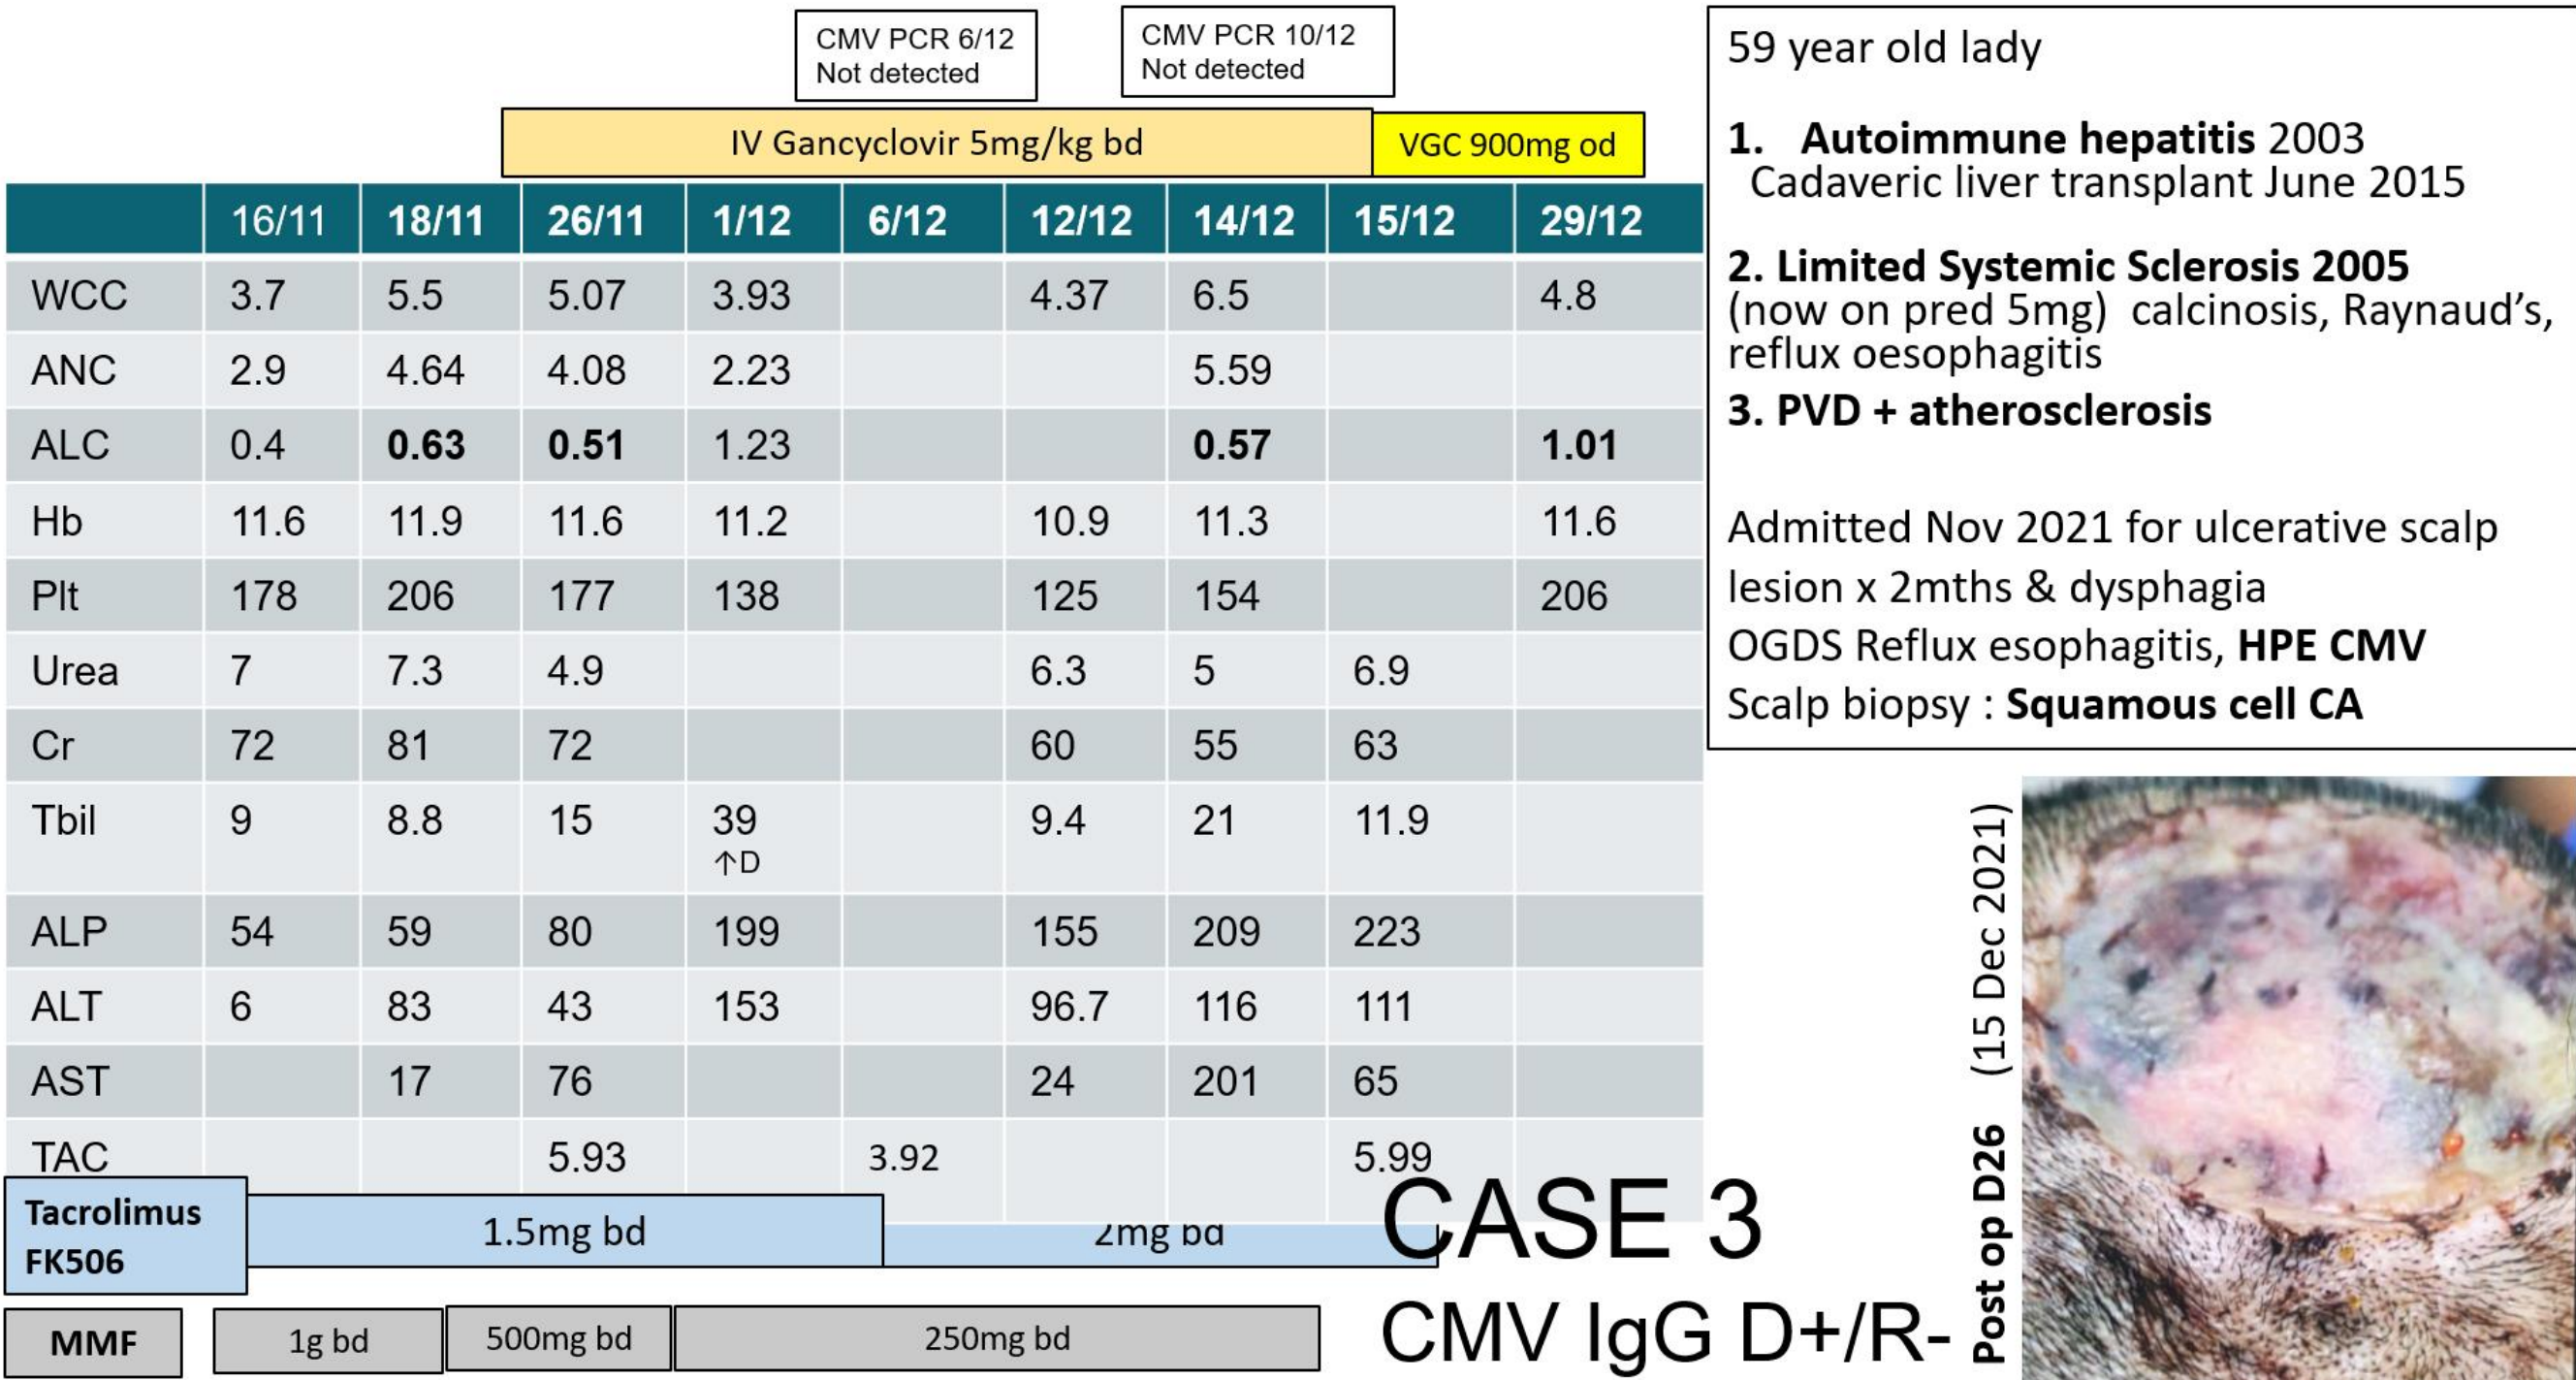 CMV PCR 6/12
Not detected
CMV PCR 10/12
Not detected
IV Gancyclovir 5mg/kg bd
VGC 900mg od
16/11 18/11 26/11 1/12 6/12 12/12 14/12 15/12 29/12
WCC 3.7 5.5 5.07 3.93 4.37 6.5 4.8
ANC 2.9 4.64 4.08 2.23 5.59
ALC 0.4 0.63 0.51 1.23 0.57 1.01
Hb 11.6 11.9 11.6 11.2 10.9 11.3 11.6
Plt 178 206 177 138 125 154 206
Urea 7 7.3 4.9 6.3 5 6.9
Cr 72 81 72 60 55 63
Tbil 9 8.8 15 39 9.4 21 11.9
↑D
ALP 54 59 80 199 155 209 223
ALT 6 83 43 153 96.7 116 111
AST 17 76 24 201 65
TAC 5.93 3.92 5.99
Tacrolimus
FK506
1.5mg bd
2mg bd
MMF
1g bd
500mg bd
250mg bd
59 year old lady
1. Autoimmune hepatitis 2003
Cadaveric liver transplant June 2015
2. Limited Systemic Sclerosis 2005
(now on pred 5mg) calcinosis, Raynaud's,
reflux oesophagitis
3. PVD + atherosclerosis
Admitted Nov 2021 for ulcerative scalp
lesion x 2mths & dysphagia
OGDS Reflux esophagitis, HPE CMV
Scalp biopsy : Squamous cell CA
CASE 3
CMV IgG D+/R-
Post op D26 (15 Dec 2021)